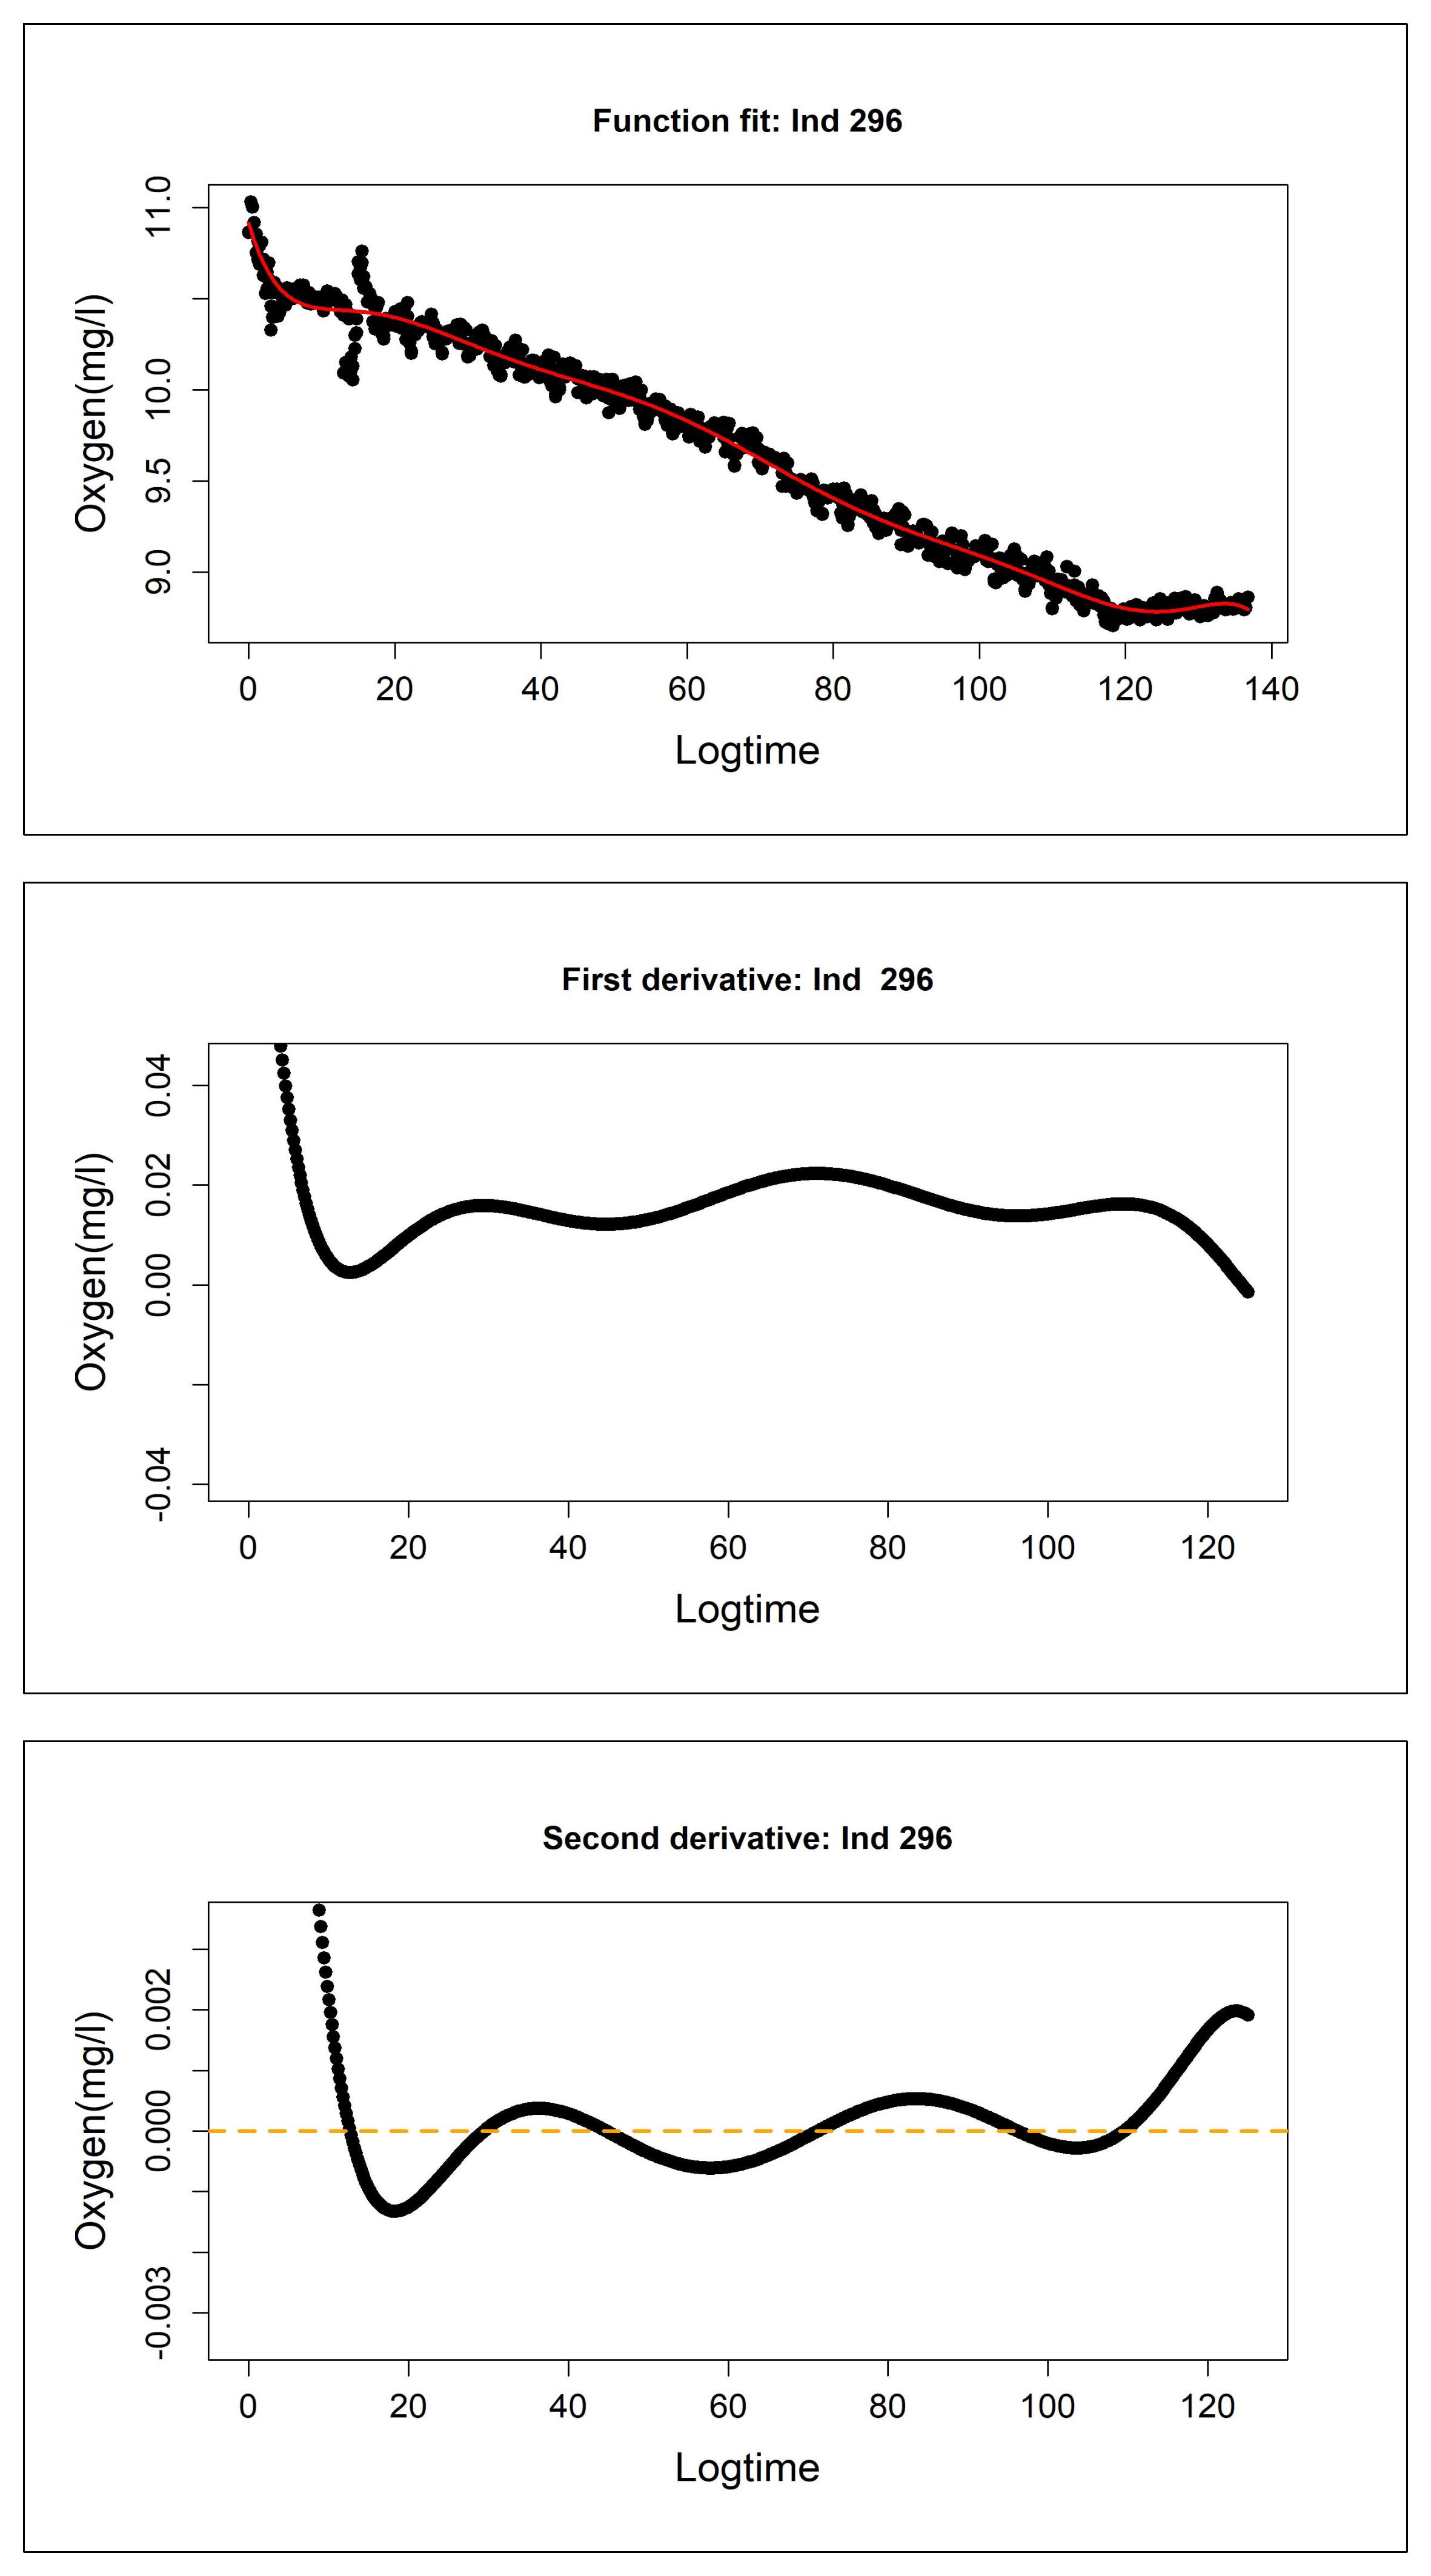 Function fit: Ind 296
11.0
10.0
9.5
9.0
Oxygen(mg/l)
0 20 40 60 80 100 120 140
Logtime
First derivative: Ind  296
0.04
0.02
0.00
-0.04
Oxygen(mg/l)
0 20 40 60 80 100 120
Logtime
Second derivative: Ind 296
0.002
0.000
-0.003
Oxygen(mg/l)
0 20 40 60 80 100 120
Logtime